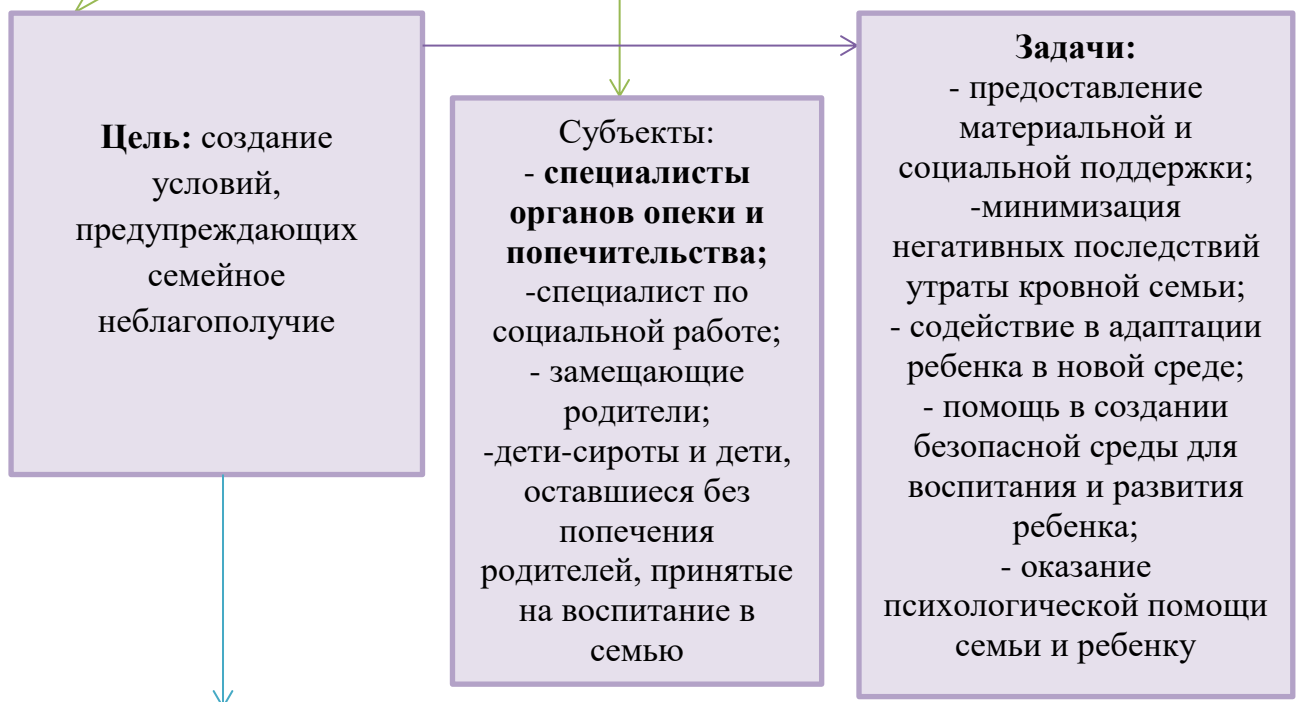 Цель: создание
условий,
предупреждающих
семейное
неблагополучие
Субъекты:
- специалисты
органов опеки и
попечительства;
-специалист по
социальной работе;
- замещающие
родители;
-дети-сироты и дети,
оставшиеся без
попечения
родителей, принятые
на воспитание в
семью
Задачи:
- предоставление
материальной и
социальной поддержки;
-минимизация
негативных последствий
утраты кровной семьи;
- содействие в адаптации
ребенка в новой среде;
- помощь в создании
безопасной среды для
воспитания и развития
ребенка;
- оказание
психологической помощи
семьи и ребенку